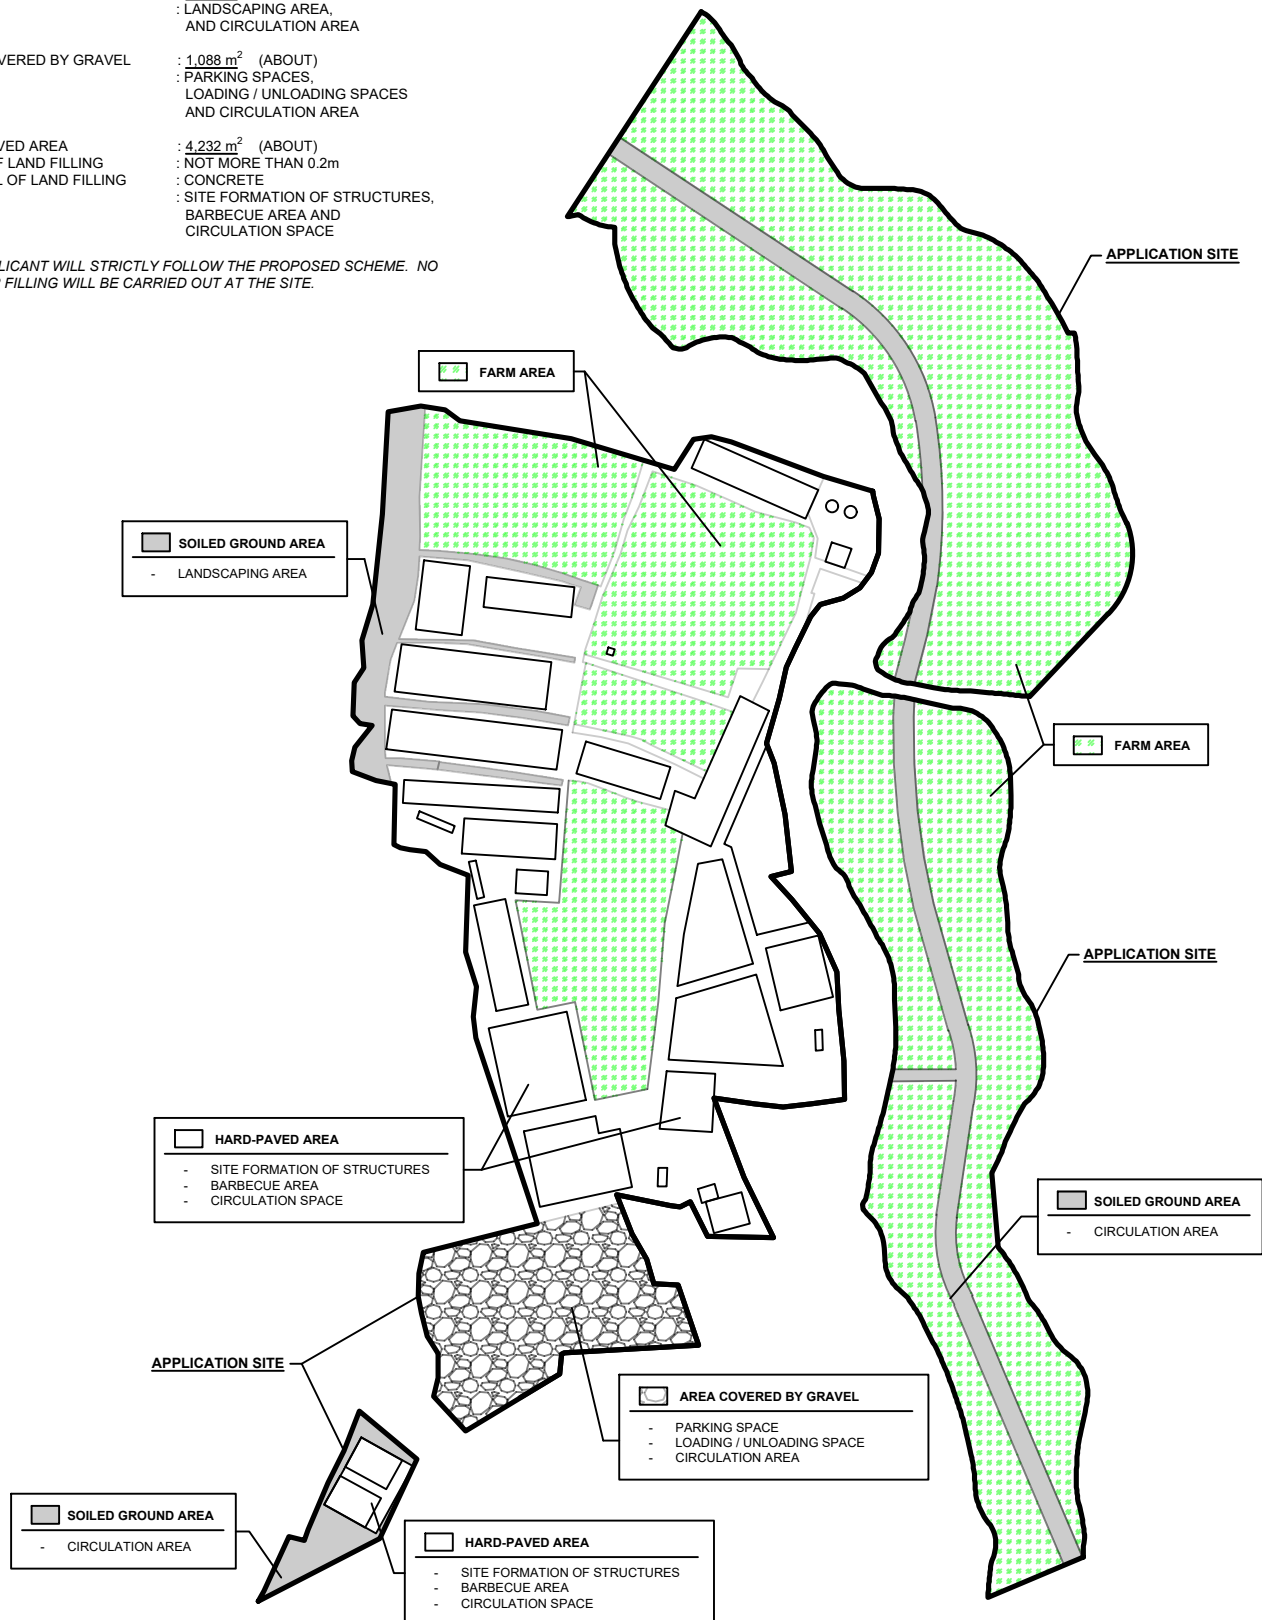 : LANDSCAPING AREA,
AND CIRCULATION AREA
VERED BY GRAVEL : 1,088 m² (ABOUT)
: PARKING SPACES,
LOADING / UNLOADING SPACES
AND CIRCULATION AREA
VED AREA : 4,232 m² (ABOUT)
F LAND FILLING : NOT MORE THAN 0.2m
L OF LAND FILLING : CONCRETE
: SITE FORMATION OF STRUCTURES,
BARBECUE AREA AND
CIRCULATION SPACE
LICANT WILL STRICTLY FOLLOW THE PROPOSED SCHEME. NO
FILLING WILL BE CARRIED OUT AT THE SITE.
APPLICATION SITE
FARM AREA
SOILED GROUND AREA
- LANDSCAPING AREA
FARM AREA
APPLICATION SITE
HARD-PAVED AREA
- SITE FORMATION OF STRUCTURES
- BARBECUE AREA
- CIRCULATION SPACE
SOILED GROUND AREA
- CIRCULATION AREA
APPLICATION SITE
AREA COVERED BY GRAVEL
- PARKING SPACE
- LOADING / UNLOADING SPACE
- CIRCULATION AREA
SOILED GROUND AREA
- CIRCULATION AREA
HARD-PAVED AREA
- SITE FORMATION OF STRUCTURES
- BARBECUE AREA
- CIRCULATION SPACE